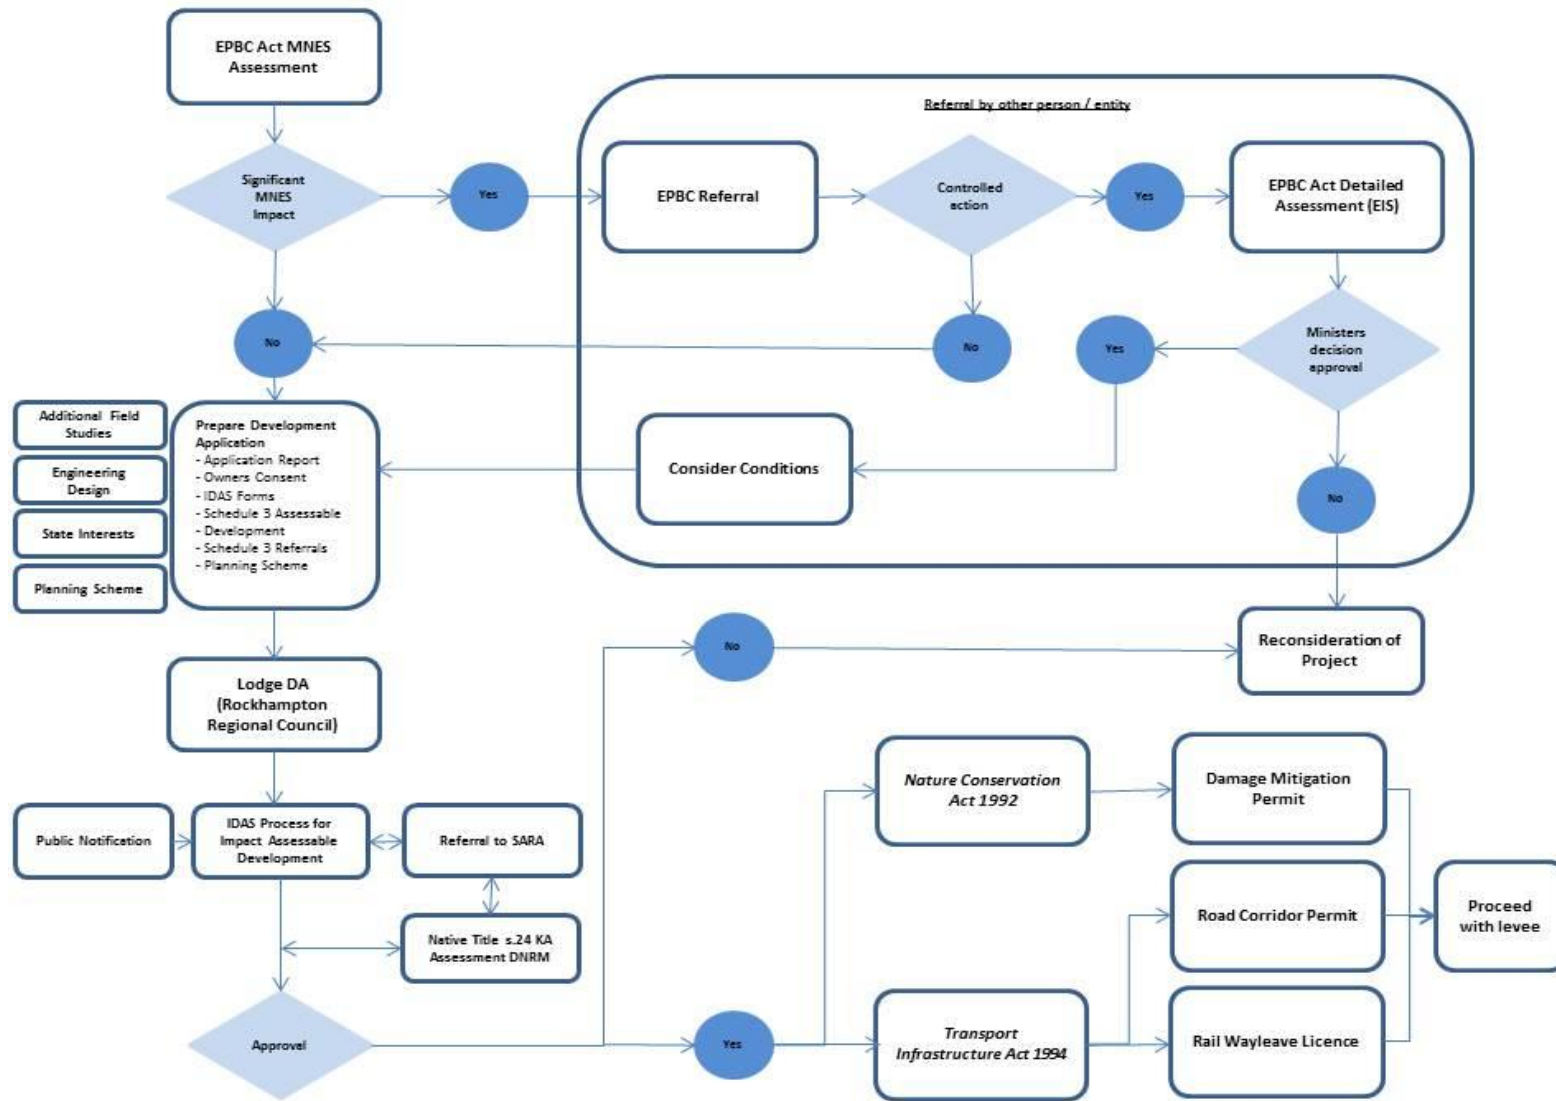 EPBC Act MNES
Assessment
Referral by other person / entity
Significant
MNES
Impact
Yes
EPBC Referral
Controlled
action
Yes
EPBC Act Detailed
Assessment (EIS)
No
No
Yes
Ministers
decision
approval
Additional Field
Studies
Engineering
Design
State Interests
Planning Scheme
Prepare Development
Application
- Application Report
- Owners Consent
- IDAS Forms
- Schedule 3 Assessable
- Development
- Schedule 3 Referrals
- Planning Scheme
Consider Conditions
No
Lodge DA
(Rockhampton
Regional Council)
No
Reconsideration of
Project
Public Notification
IDAS Process for
Impact Assessable
Development
Referral to SARA
Native Title s.24 KA
Assessment DNRM
Nature Conservation
Act 1992
Damage Mitigation
Permit
Road Corridor Permit
Proceed
with levee
Approval
Yes
Transport
Infrastructure Act 1994
Rail Wayleave Licence